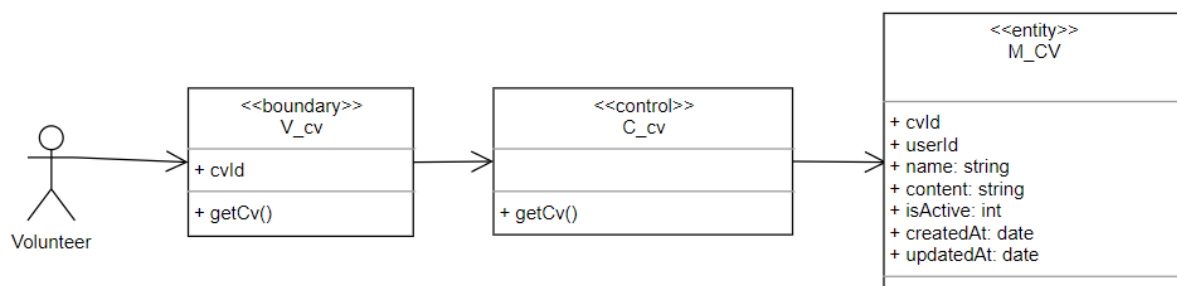 Volunteer
<<boundary>>
V_cv
+ cvId
+ getCv()
<<control>>
C_cv
+ getCv()
<<entity>>
M_CV
+ cvId
+ userId
+ name: string
+ content: string
+ isActive: int
+ createdAt: date
+ updatedAt: date